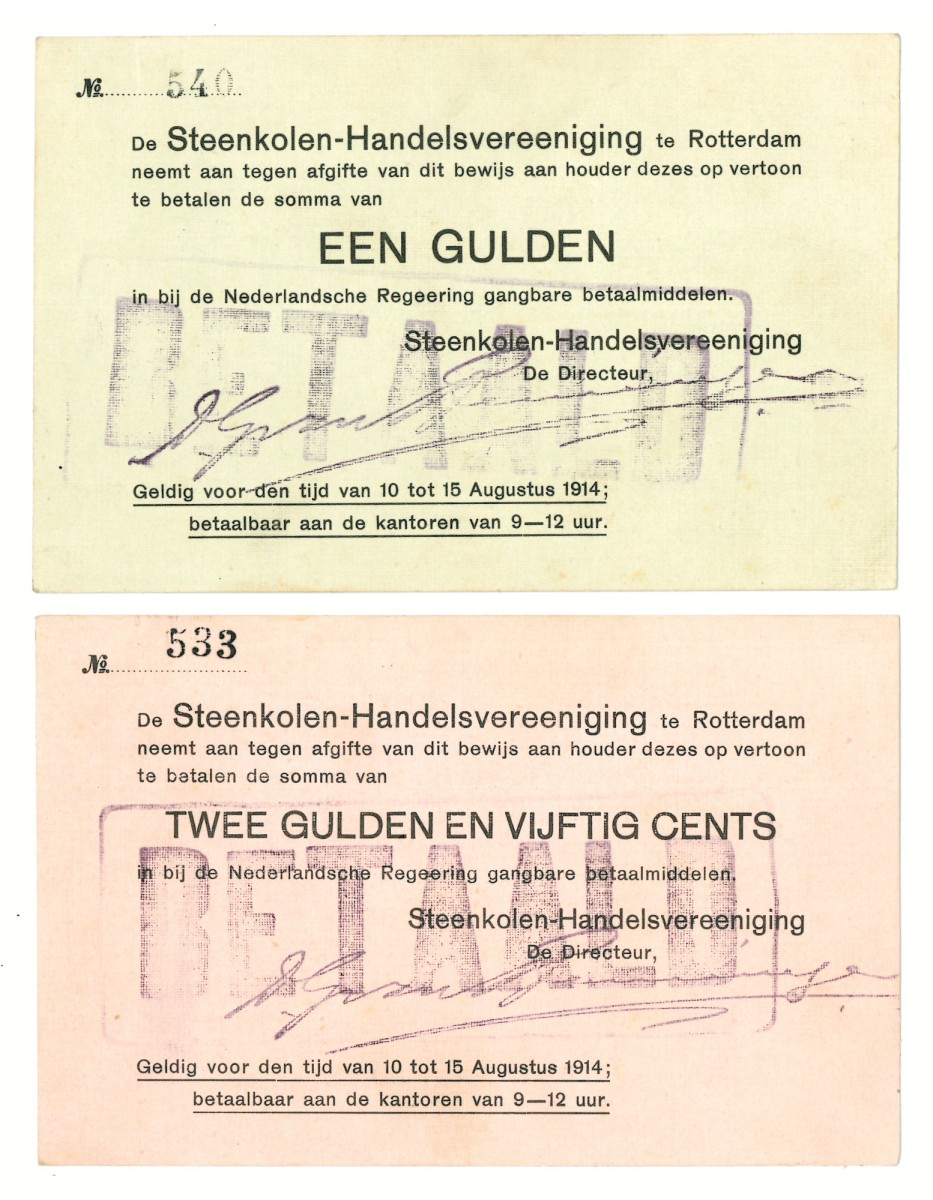 No. 540
De Steenkolen-Handelsvereeniging te Rotterdam
neemt aan tegen afgifte van dit bewijs aan houder dezes op vertoon
te betalen de somma van
EEN GULDEN
in bij de Nederlandsche Regeering gangbare betaalmiddelen.
BETAALD
Steenkolen-Handelsvereeniging
De Directeur,
Geldig voor den tijd van 10 tot 15 Augustus 1914;
betaalbaar aan de kantoren van 9—12 uur.
No. 533
De Steenkolen-Handelsvereeniging te Rotterdam
neemt aan tegen afgifte van dit bewijs aan houder dezes op vertoon
te betalen de somma van
TWEE GULDEN EN VIJFTIG CENTS
in bij de Nederlandsche Regeering gangbare betaalmiddelen.
BETAALD
Steenkolen-Handelsvereeniging
De Directeur,
Geldig voor den tijd van 10 tot 15 Augustus 1914;
betaalbaar aan de kantoren van 9—12 uur.